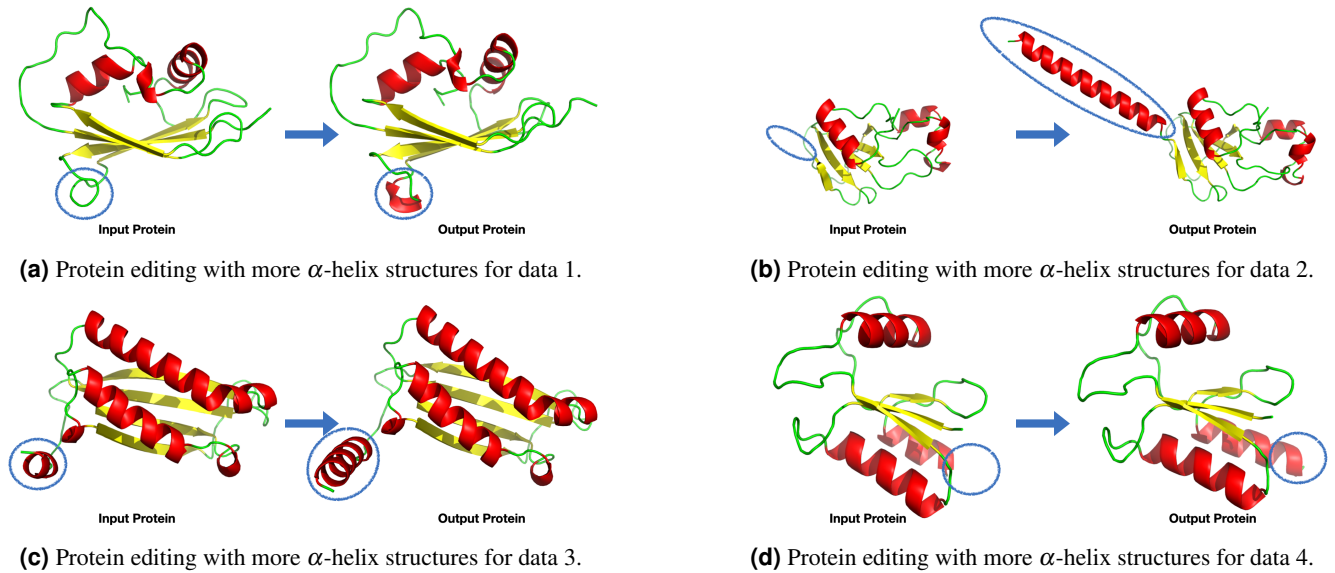 Input Protein
Output Protein
(a) Protein editing with more α-helix structures for data 1.
Input Protein
Output Protein
(b) Protein editing with more α-helix structures for data 2.
Input Protein
Output Protein
(c) Protein editing with more α-helix structures for data 3.
Input Protein
Output Protein
(d) Protein editing with more α-helix structures for data 4.